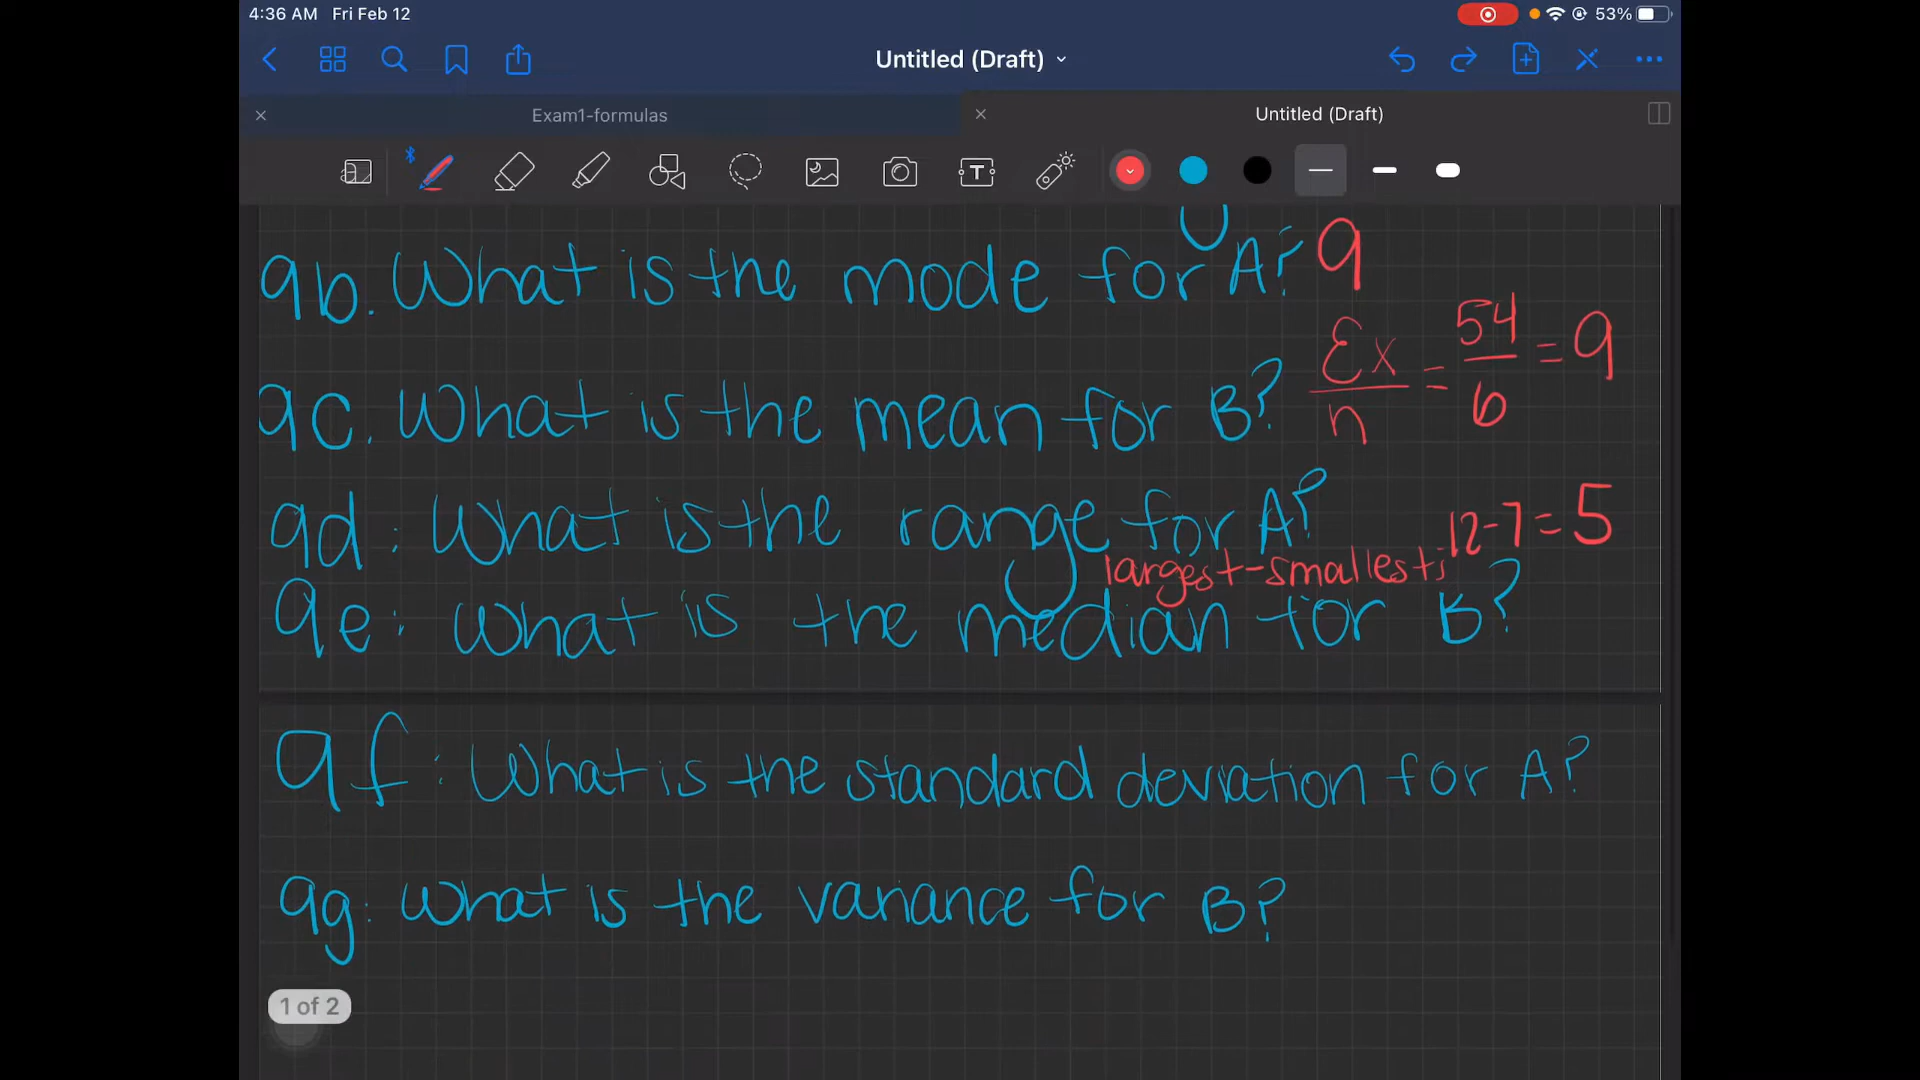 4:36 AM Fri Feb 12
53%
Untitled (Draft)
Exam1-formulas
Untitled (Draft)
T
9b. What is the mode for A? 9
9c. What is the mean for B? Σx/n = 54/6 = 9
9d: What is the range for A? 12-7=5
largest-smallest;
9e: What is the median for B?
9f: What is the standard deviation for A?
9g: What is the variance for B?
1 of 2